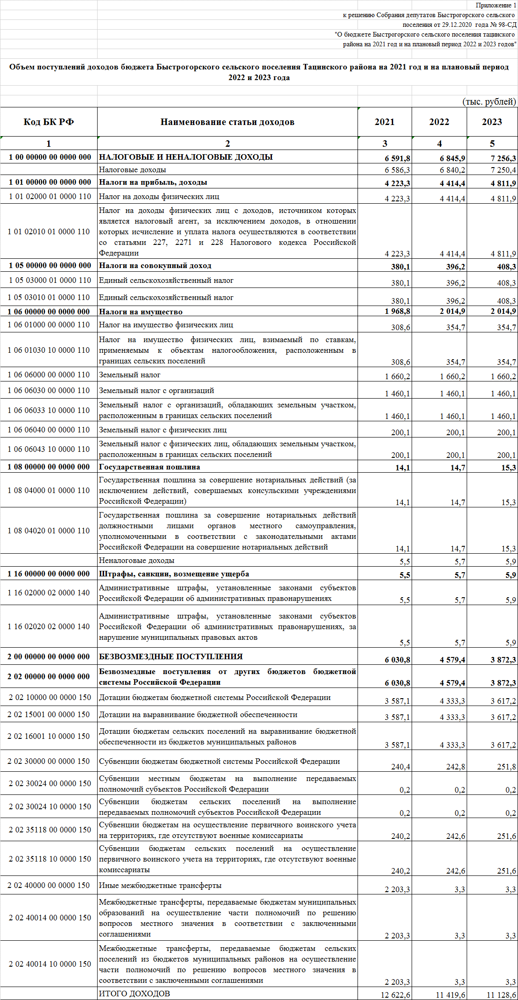 Приложение 1
к решению Собрания депутатов Быстрогорского сельского
поселения от 29.12.2020 года № 98-СД
"О бюджете Быстрогорского сельского поселения тацинского
района на 2021 год и на плановый период 2022 и 2023 годов"
Объем поступлений доходов бюджета Быстрогорского сельского поселения Тацинского района на 2021 год и на плановый период
2022 и 2023 года
(тыс. рублей)
Код БК РФ Наименование статьи доходов 2021 2022 2023
1 2 3 4 5
1 00 00000 00 0000 000 НАЛОГОВЫЕ И НЕНАЛОГОВЫЕ ДОХОДЫ 6 591,8 6 845,9 7 256,3
Налоговые доходы 6 586,3 6 840,2 7 250,4
1 01 00000 00 0000 000 Налоги на прибыль, доходы 4 223,3 4 414,4 4 811,9
1 01 02000 01 0000 110 Налог на доходы физических лиц 4 223,3 4 414,4 4 811,9
Налог на доходы физических лиц с доходов, источником которых
является налоговый агент, за исключением доходов, в отношении
1 01 02010 01 0000 110 которых исчисление и уплата налога осуществляются в соответствии
со статьями 227, 2271 и 228 Налогового кодекса Российской
Федерации 4 223,3 4 414,4 4 811,9
1 05 00000 00 0000 000 Налоги на совокупный доход 380,1 396,2 408,3
1 05 03000 01 0000 110 Единый сельскохозяйственный налог 380,1 396,2 408,3
1 05 03010 01 0000 110 Единый сельскохозяйственный налог 380,1 396,2 408,3
1 06 00000 00 0000 000 Налоги на имущество 1 968,8 2 014,9 2 014,9
1 06 01000 00 0000 110 Налог на имущество физических лиц 308,6 354,7 354,7
Налог на имущество физических лиц, взимаемый по ставкам,
1 06 01030 10 0000 110 применяемым к объектам налогообложения, расположенным в
границах сельских поселений 308,6 354,7 354,7
1 06 06000 00 0000 110 Земельный налог 1 660,2 1 660,2 1 660,2
1 06 06030 00 0000 110 Земельный налог с организаций 1 460,1 1 460,1 1 460,1
1 06 06033 10 0000 110 Земельный налог с организаций, обладающих земельным участком,
расположенным в границах сельских поселений 1 460,1 1 460,1 1 460,1
1 06 06040 00 0000 110 Земельный налог с физических лиц 200,1 200,1 200,1
1 06 06043 10 0000 110 Земельный налог с физических лиц, обладающих земельным участком,
расположенным в границах сельских поселений 200,1 200,1 200,1
1 08 00000 00 0000 000 Государственная пошлина 14,1 14,7 15,3
Государственная пошлина за совершение нотариальных действий (за
1 08 04000 01 0000 110 исключением действий, совершаемых консульскими учреждениями
Российской Федерации) 14,1 14,7 15,3
Государственная пошлина за совершение нотариальных действий
должностными лицами органов местного самоуправления,
1 08 04020 01 0000 110 уполномоченными в соответствии с законодательными актами
Российской Федерации на совершение нотариальных действий 14,1 14,7 15,3
Неналоговые доходы 5,5 5,7 5,9
1 16 00000 00 0000 000 Штрафы, санкции, возмещение ущерба 5,5 5,7 5,9
1 16 02000 02 0000 140 Административные штрафы, установленные законами субъектов
Российской Федерации об административных правонарушениях 5,5 5,7 5,9
Административные штрафы, установленные законами субъектов
1 16 02020 02 0000 140 Российской Федерации об административных правонарушениях, за
нарушение муниципальных правовых актов 5,5 5,7 5,9
2 00 00000 00 0000 000 БЕЗВОЗМЕЗДНЫЕ ПОСТУПЛЕНИЯ 6 030,8 4 579,4 3 872,3
2 02 00000 00 0000 000 Безвозмездные поступления от других бюджетов бюджетной
системы Российской Федерации 6 030,8 4 579,4 3 872,3
2 02 10000 00 0000 150 Дотации бюджетам бюджетной системы Российской Федерации 3 587,1 4 333,3 3 617,2
2 02 15001 00 0000 150 Дотации на выравнивание бюджетной обеспеченности 3 587,1 4 333,3 3 617,2
2 02 16001 10 0000 150 Дотации бюджетам сельских поселений на выравнивание бюджетной
обеспеченности из бюджетов муниципальных районов 3 587,1 4 333,3 3 617,2
2 02 30000 00 0000 150 Субвенции бюджетам бюджетной системы Российской Федерации 240,4 242,8 251,8
2 02 30024 00 0000 150 Субвенции местным бюджетам на выполнение передаваемых
полномочий субъектов Российской Федерации 0,2 0,2 0,2
2 02 30024 10 0000 150 Субвенции бюджетам сельских поселений на выполнение
передаваемых полномочий субъектов Российской Федерации 0,2 0,2 0,2
2 02 35118 00 0000 150 Субвенции бюджетам на осуществление первичного воинского учета
на территориях, где отсутствуют военные комиссариаты 240,2 242,6 251,6
Субвенции бюджетам сельских поселений на осуществление
2 02 35118 10 0000 150 первичного воинского учета на территориях, где отсутствуют военные
комиссариаты 240,2 242,6 251,6
2 02 40000 00 0000 150 Иные межбюджетные трансферты 2 203,3 3,3 3,3
Межбюджетные трансферты, передаваемые бюджетам муниципальных
2 02 40014 00 0000 150 образований на осуществление части полномочий по решению
вопросов местного значения в соответствии с заключенными
соглашениями 2 203,3 3,3 3,3
Межбюджетные трансферты, передаваемые бюджетам сельских
2 02 40014 10 0000 150 поселений из бюджетов муниципальных районов на осуществление
части полномочий по решению вопросов местного значения в
соответствии с заключенными соглашениями 2 203,3 3,3 3,3
ИТОГО ДОХОДОВ 12 622,6 11 419,6 11 128,6